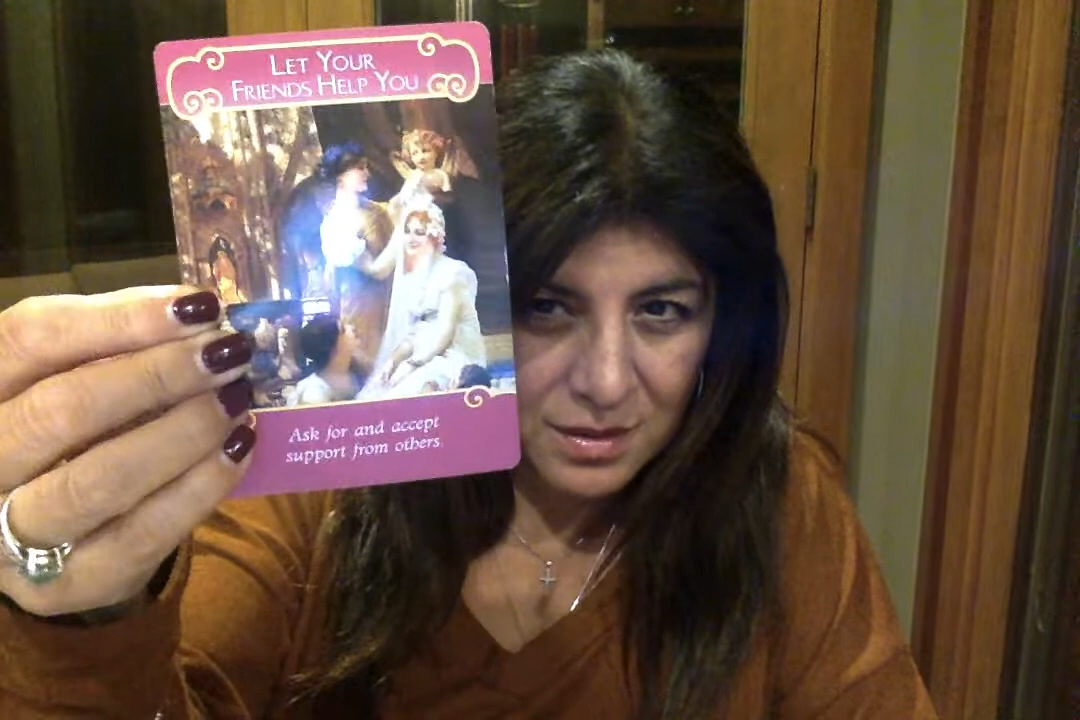 LET YOUR
FRIENDS HELP YOU
Ask for and accept
support from others.